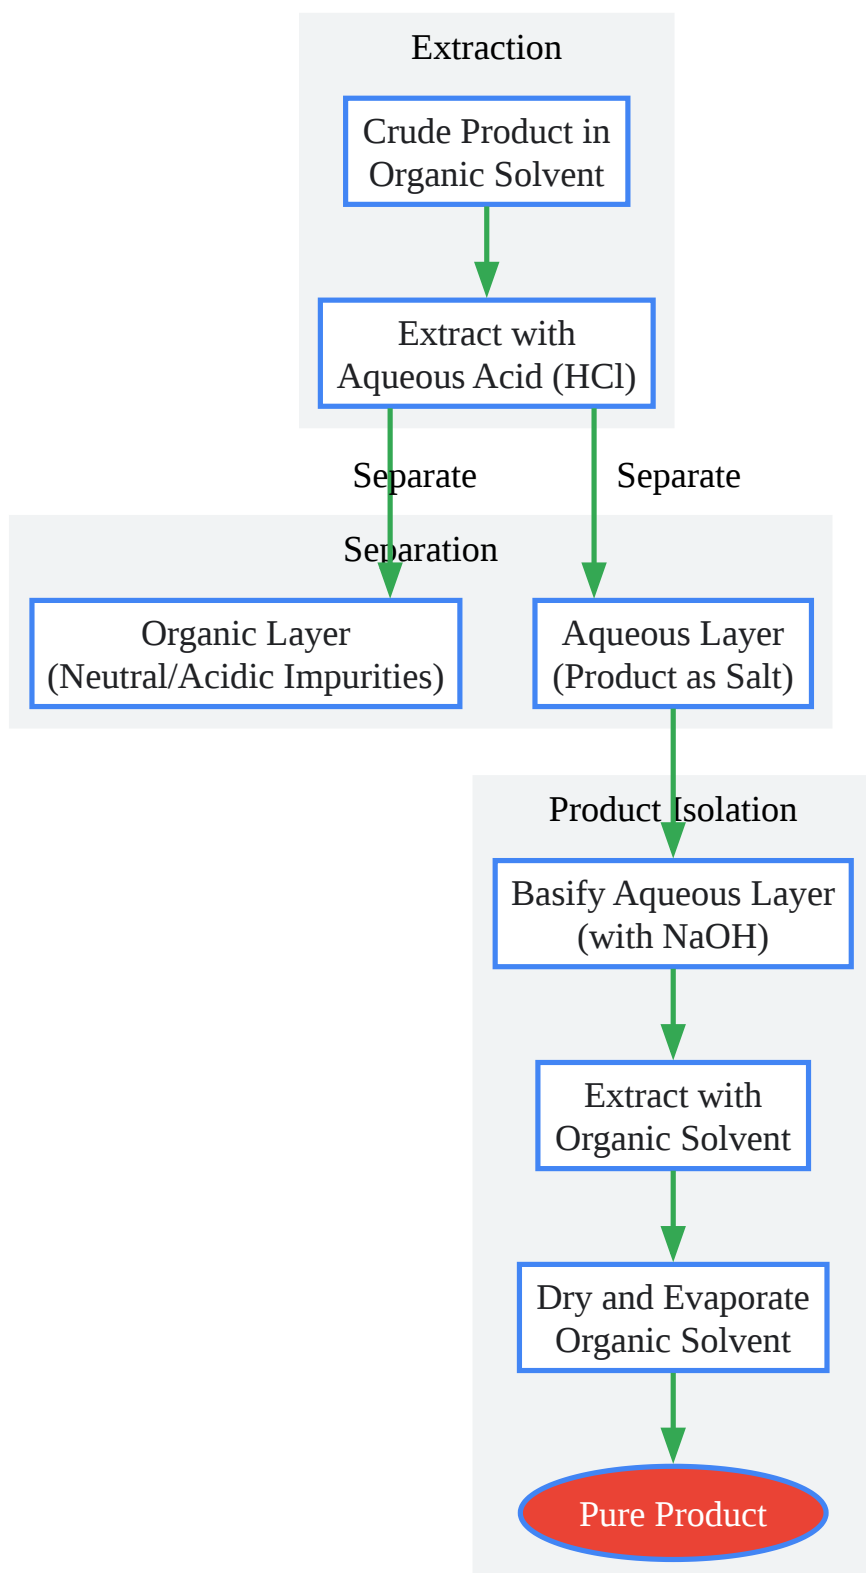 Extraction
Crude Product in
Organic Solvent
Extract with
Aqueous Acid (HCl)
Separate
Separate
Separation
Organic Layer
(Neutral/Acidic Impurities)
Aqueous Layer
(Product as Salt)
Product Isolation
Basify Aqueous Layer
(with NaOH)
Extract with
Organic Solvent
Dry and Evaporate
Organic Solvent
Pure Product